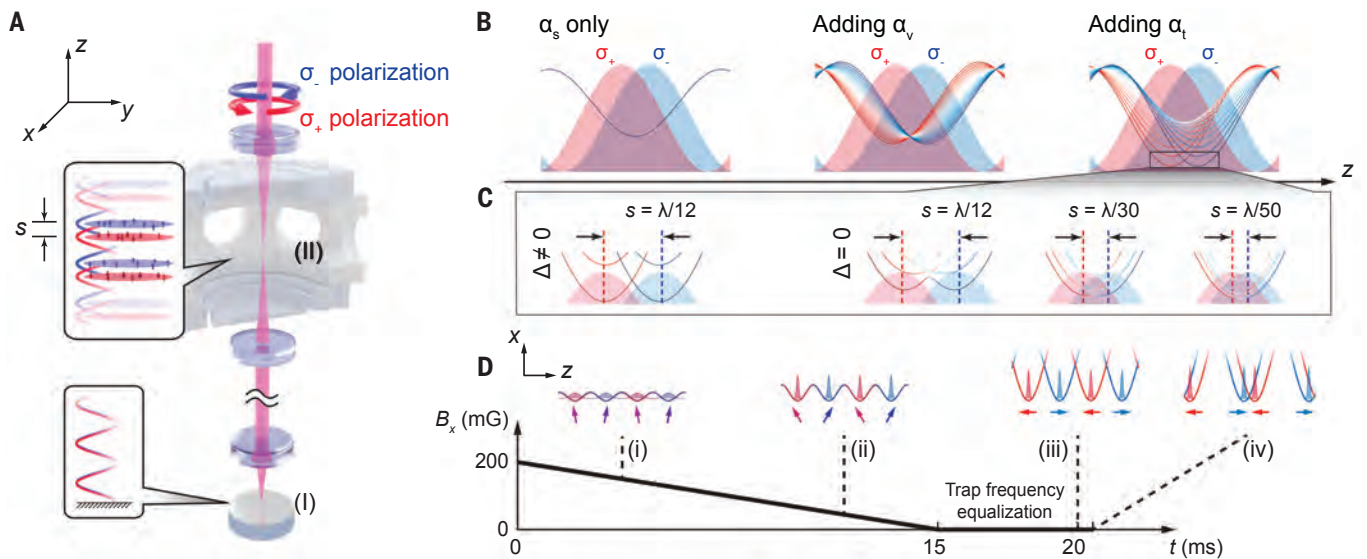 A
z
y
x
σ₋ polarization
σ₊ polarization
s
(II)
(I)
B
αₛ only
Adding αᵥ
Adding αₜ
σ₊ σ₋
σ₊ σ₋
σ₊ σ₋
z
C
Δ ≠ 0
s = λ/12
Δ = 0
s = λ/12
s = λ/30
s = λ/50
D
x
z
Bₓ
(mG)
200
0
(i)
(ii)
(iii)
(iv)
Trap frequency
equalization
0
15
20
t (ms)